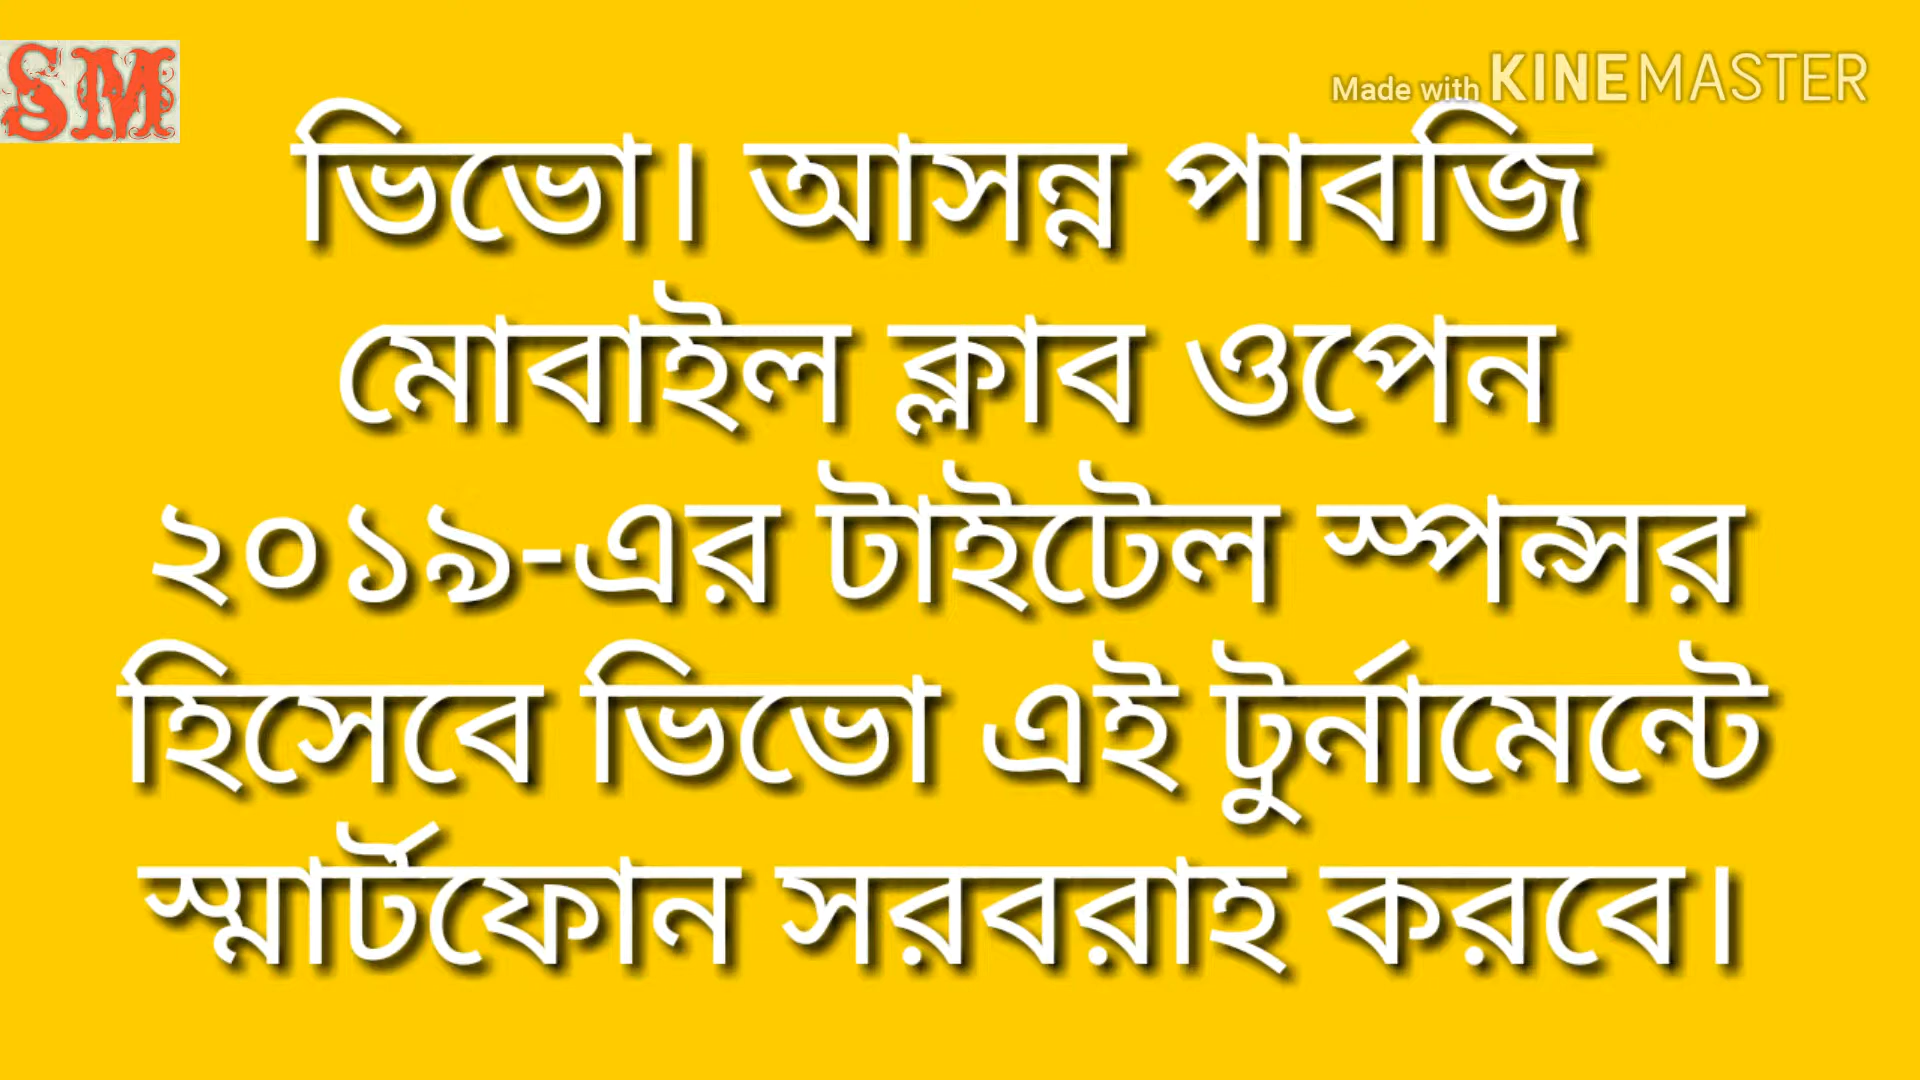 SM
Made with KINEMASTER
ভিভো। আসন্ন পাবজি
মোবাইল ক্লাব ওপেন
২০১৯-এর টাইটেল স্পন্সর
হিসেবে ভিভো এই টুর্নামেন্টে
স্মার্টফোন সরবরাহ করবে।